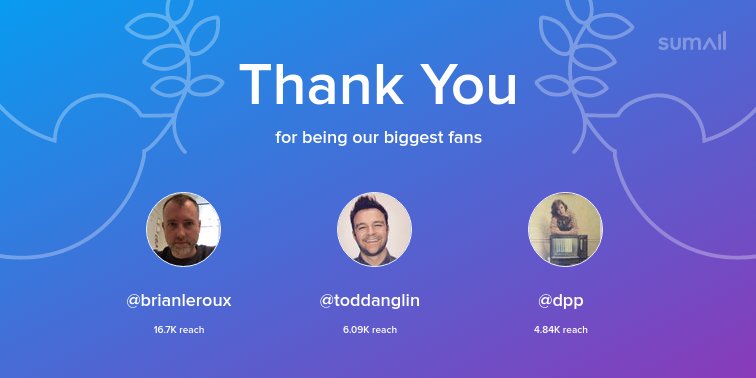 sumall
Thank You
for being our biggest fans
@brianleroux
@toddanglin
@dpp
16.7K reach
6.09K reach
4.84K reach